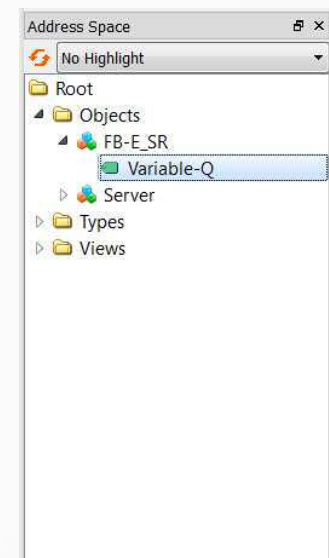 Address Space
No Highlight
Root
Objects
FB-E_SR
Variable-Q
Server
Types
Views